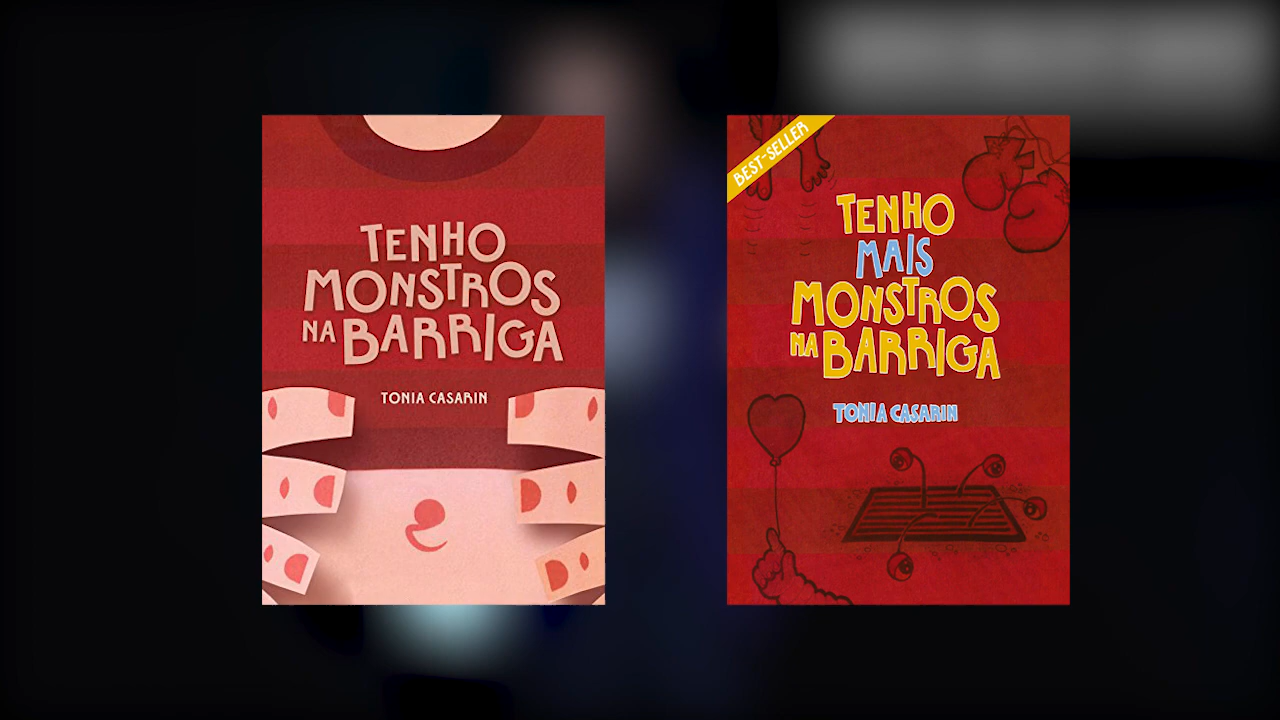 TENHO
MONSTROS
NA BARRIGA
TONIA CASARIN
BEST-SELLER
TENHO
MAIS
MONSTROS
NA BARRIGA
TONIA CASARIN